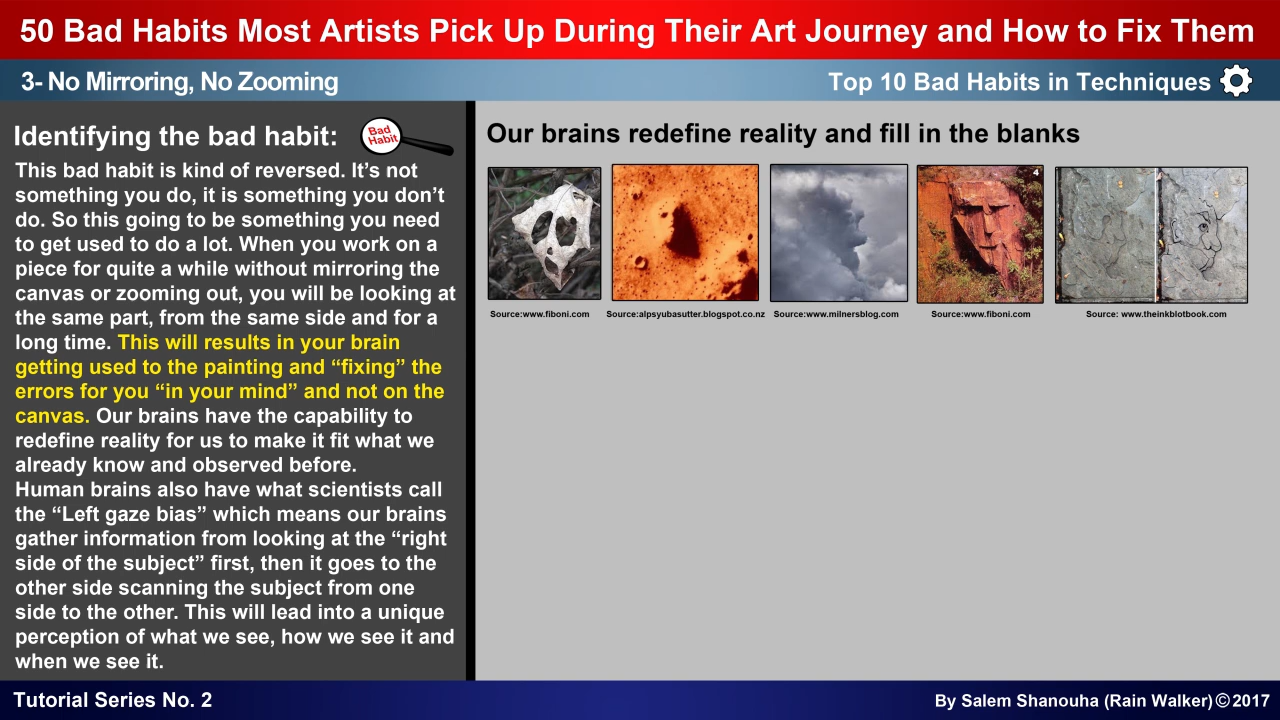 50 Bad Habits Most Artists Pick Up During Their Art Journey and How to Fix Them
3- No Mirroring, No Zooming
Top 10 Bad Habits in Techniques
Identifying the bad habit:
Bad
Habit
This bad habit is kind of reversed. It’s not
something you do, it is something you don’t
do. So this going to be something you need
to get used to do a lot. When you work on a
piece for quite a while without mirroring the
canvas or zooming out, you will be looking at
the same part, from the same side and for a
long time. This will results in your brain
getting used to the painting and “fixing” the
errors for you “in your mind” and not on the
canvas. Our brains have the capability to
redefine reality for us to make it fit what we
already know and observed before.
Human brains also have what scientists call
the “Left gaze bias” which means our brains
gather information from looking at the “right
side of the subject” first, then it goes to the
other side scanning the subject from one
side to the other. This will lead into a unique
perception of what we see, how we see it and
when we see it.
Our brains redefine reality and fill in the blanks
4
Source:www.fiboni.com
Source:alpsyubasutter.blogspot.co.nz
Source:www.milnersblog.com
Source:www.fiboni.com
Source: www.theinkblotbook.com
Tutorial Series No. 2
By Salem Shanouha (Rain Walker)©2017